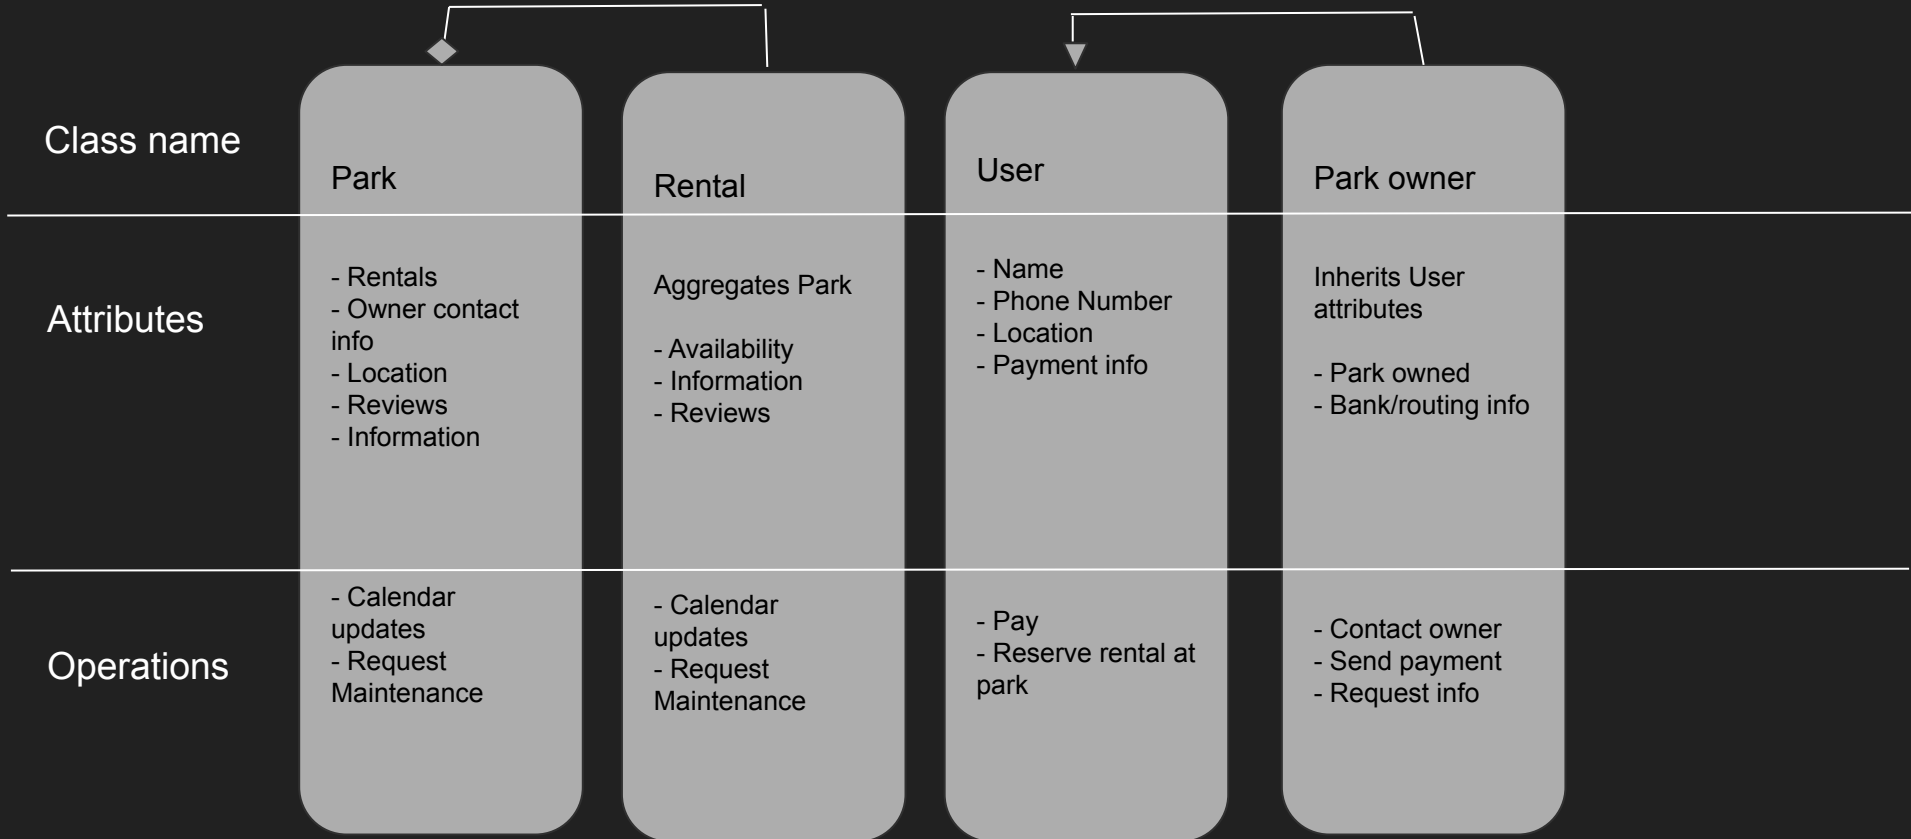 Class name
Park
Rental
User
Park owner
Attributes
- Rentals
- Owner contact
info
- Location
- Reviews
- Information
Aggregates Park
- Availability
- Information
- Reviews
- Name
- Phone Number
- Location
- Payment info
Inherits User
attributes
- Park owned
- Bank/routing info
Operations
- Calendar
updates
- Request
Maintenance
- Calendar
updates
- Request
Maintenance
- Pay
- Reserve rental at
park
- Contact owner
- Send payment
- Request info